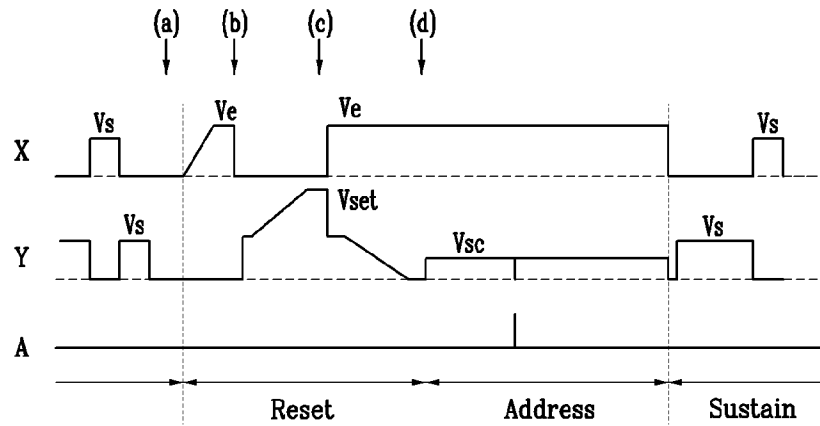 (a) (b) (c) (d)
X Vs Ve Ve Vs
Y Vs Vset Vsc Vs
A
Reset Address Sustain